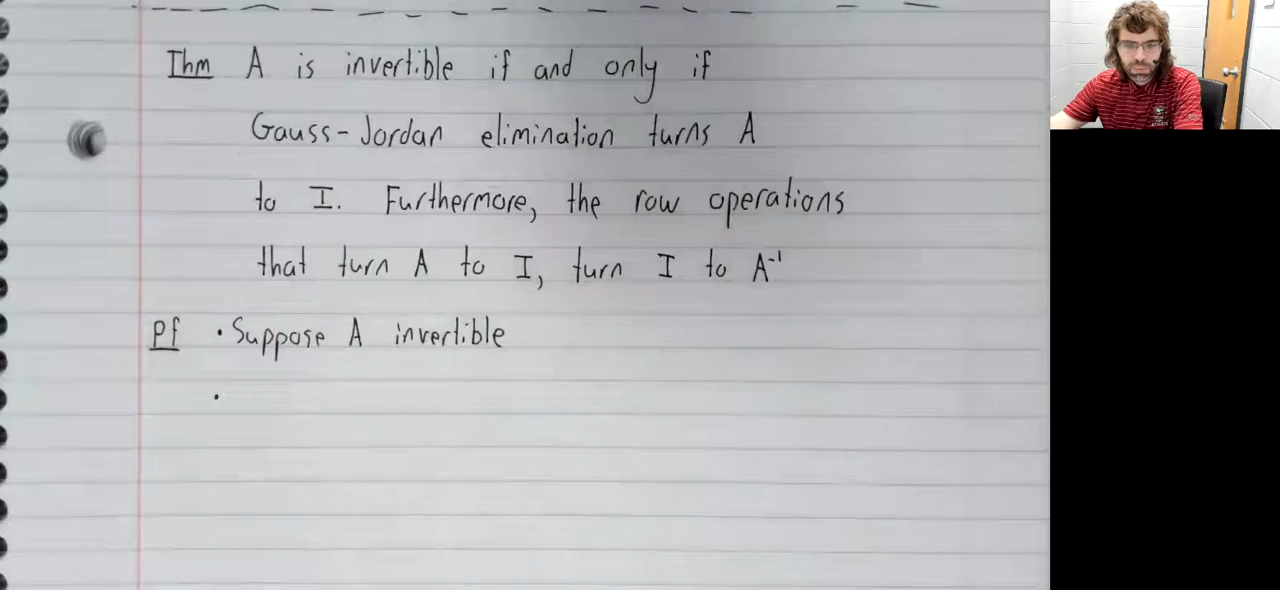 Thm A is invertible if and only if
Gauss-Jordan elimination turns A
to I. Furthermore, the row operations
that turn A to I, turn I to A⁻¹
Pf • Suppose A invertible
•